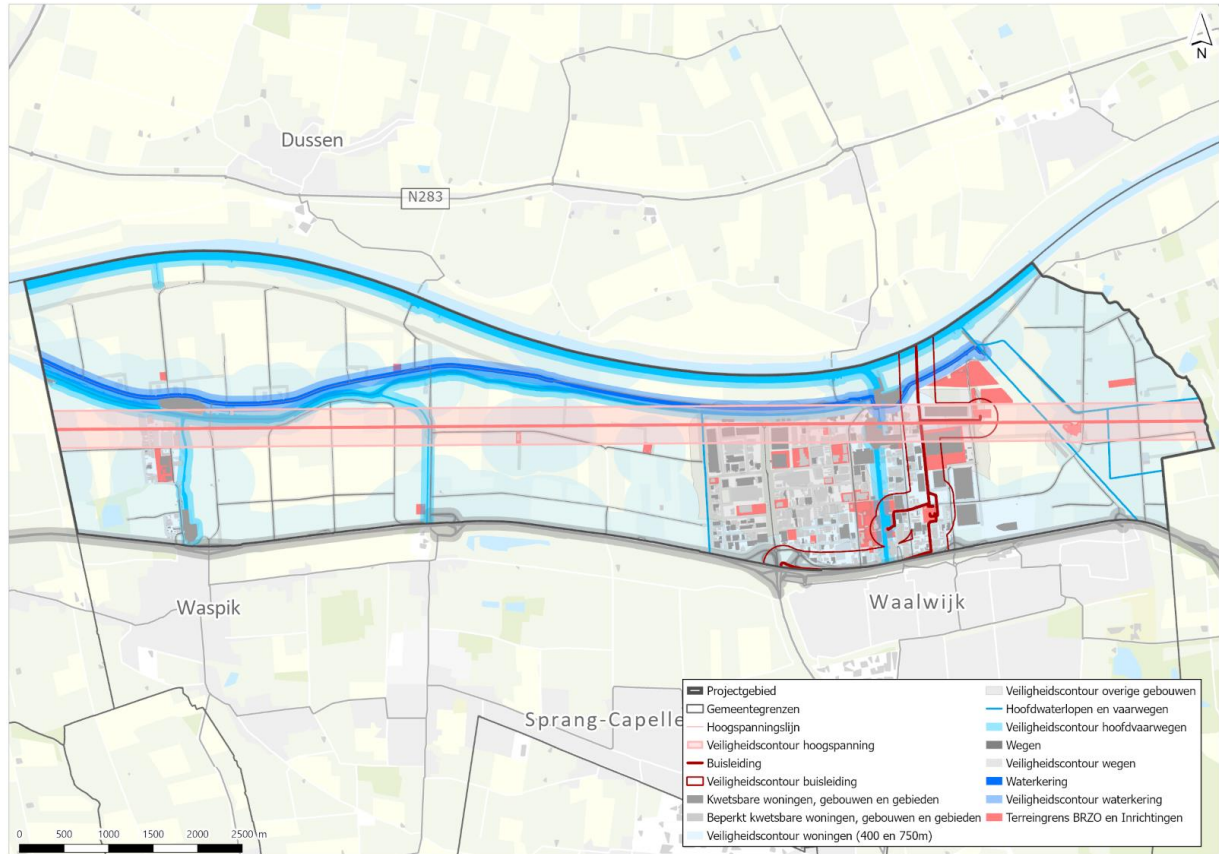 N
Dussen
N283
Waspik
Waalwijk
Sprang-Capelle
Projectgebied
Gemeentegrenzen
Hoogspanningslijn
Veiligheidscontour hoogspanning
Buisleiding
Veiligheidscontour buisleiding
Kwetsbare woningen, gebouwen en gebieden
Beperkt kwetsbare woningen, gebouwen en gebieden
Veiligheidscontour woningen (400 en 750m)
Veiligheidscontour overige gebouwen
Hoofdwaterlopen en vaarwegen
Veiligheidscontour hoofdvaarwegen
Wegen
Veiligheidscontour wegen
Waterkering
Veiligheidscontour waterkering
Terreingrens BRZO en Inrichtingen
0 500 1000 1500 2000 2500 m